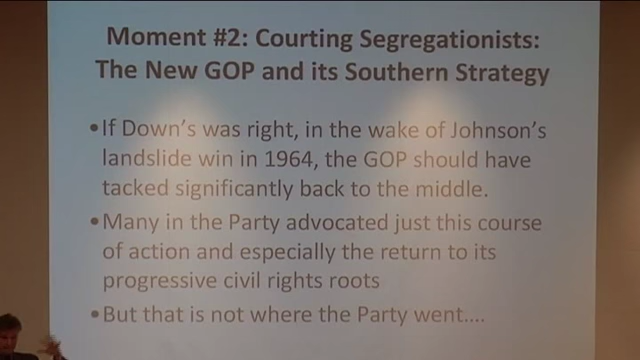 Moment #2: Courting Segregationists:
The New GOP and its Southern Strategy
•If Down's was right, in the wake of Johnson's
landslide win in 1964, the GOP should have
tacked significantly back to the middle.
•Many in the Party advocated just this course
of action and especially the return to its
progressive civil rights roots
•But that is not where the Party went....